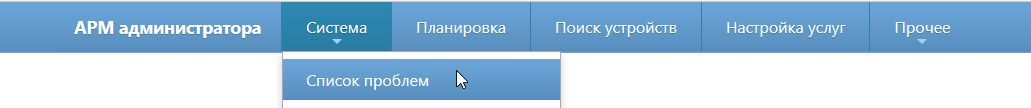 АРМ администратора Система Планировка Поиск устройств Настройка услуг Прочее
Список проблем